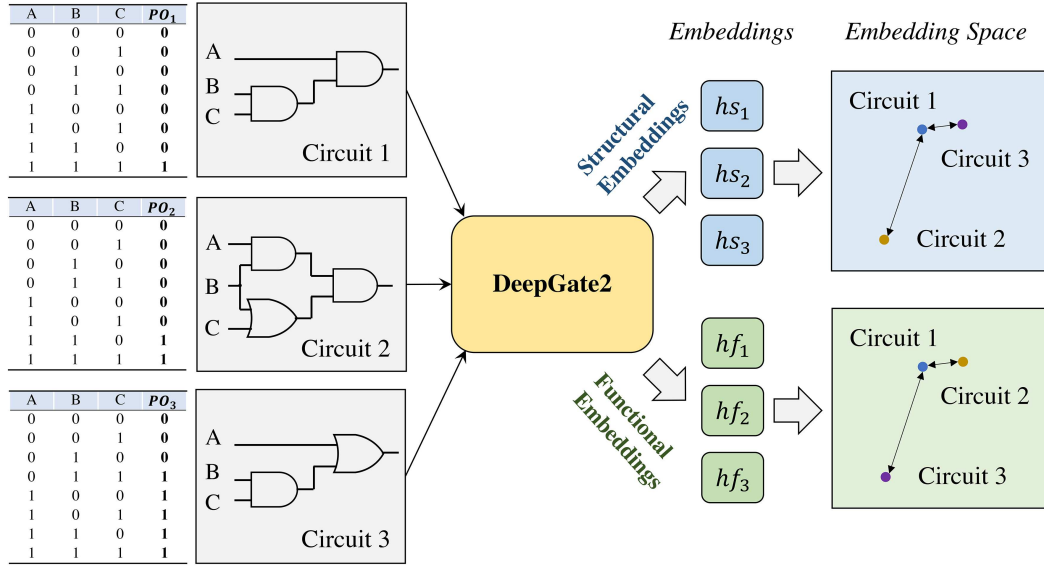 A B C PO1
0 0 0 0
0 0 1 0
0 1 0 0
0 1 1 0
1 0 0 0
1 0 1 0
1 1 0 0
1 1 1 1
A
B
C
Circuit 1
A B C PO2
0 0 0 0
0 0 1 0
0 1 0 0
0 1 1 0
1 0 0 0
1 0 1 0
1 1 0 1
1 1 1 1
A
B
C
Circuit 2
A B C PO3
0 0 0 0
0 0 1 0
0 1 0 0
0 1 1 1
1 0 0 1
1 0 1 1
1 1 0 1
1 1 1 1
A
B
C
Circuit 3
DeepGate2
Structural
Embeddings
Functional
Embeddings
Embeddings
hs1
hs2
hs3
hf1
hf2
hf3
Embedding Space
Circuit 1
Circuit 3
Circuit 2
Circuit 1
Circuit 2
Circuit 3